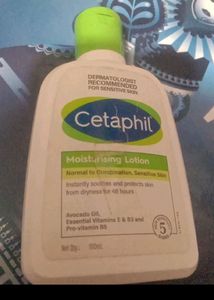 DERMATOLOGIST
RECOMMENDED
FOR SENSITIVE SKIN
Cetaphil
Moisturising Lotion
Normal to Combination, Sensitive Skin
Instantly soothes and protects skin
from dryness for 48 hours
Avocado Oil,
Essential Vitamins E & B3 and
Pro-vitamin B5
5